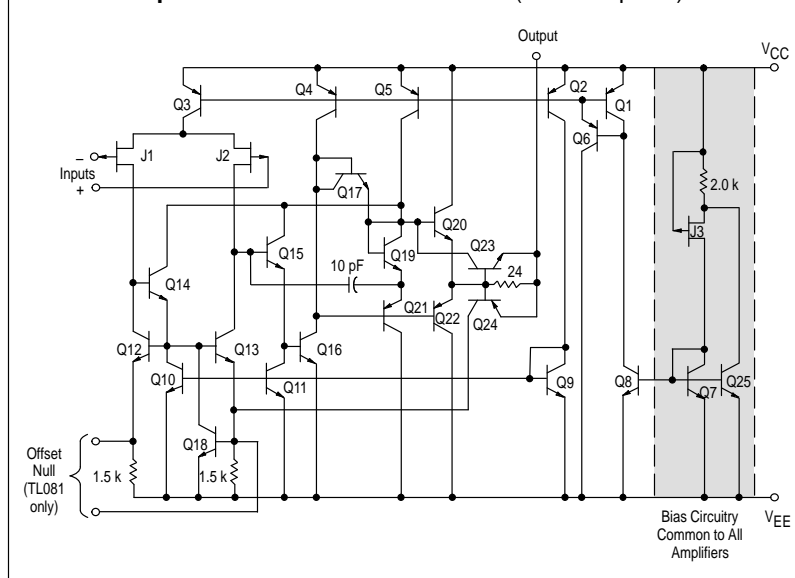 Output
VCC
Q3
Q4
Q5
Q2
Q1
Q6
–
J1
J2
Inputs
+
Q17
2.0 k
J3
Q15
Q20
Q23
Q19
Q14
10 pF
24
Q21
Q22
Q24
Q12
Q13
Q16
Q10
Q11
Q9
Q8
Q7
Q25
Q18
Offset
Null
(TL081
only)
1.5 k
1.5 k
VEE
Bias Circuitry
Common to All
Amplifiers